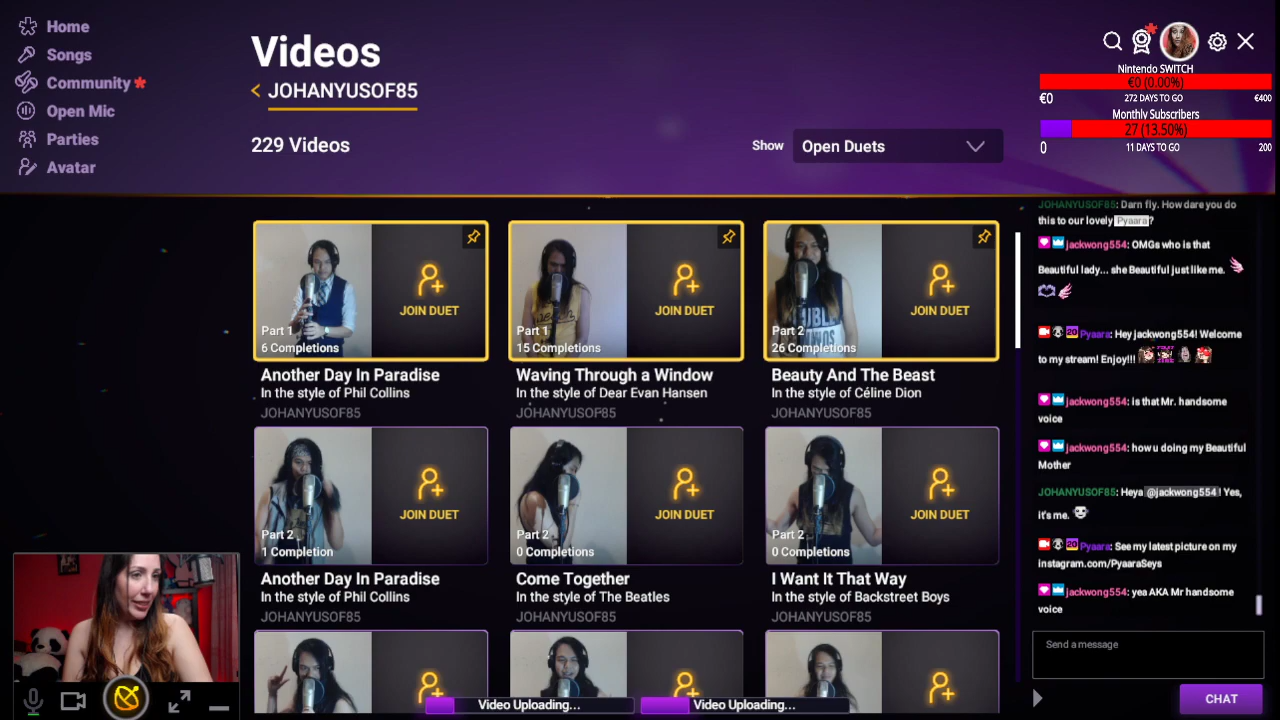 Home
Songs
Community
Open Mic
Parties
Avatar
Videos
< JOHANYUSOF85
229 Videos
Show
Open Duets
Nintendo SWITCH
€0 (0.00%)
€0
272 DAYS TO GO
€400
Monthly Subscribers
27 (13.50%)
0
11 DAYS TO GO
200
JOIN DUET
Part 1
6 Completions
Another Day In Paradise
In the style of Phil Collins
JOHANYUSOF85
JOIN DUET
Part 1
15 Completions
Waving Through a Window
In the style of Dear Evan Hansen
JOHANYUSOF85
JOIN DUET
Part 2
26 Completions
Beauty And The Beast
In the style of Céline Dion
JOHANYUSOF85
JOIN DUET
Part 2
1 Completion
Another Day In Paradise
In the style of Phil Collins
JOHANYUSOF85
JOIN DUET
Part 2
0 Completions
Come Together
In the style of The Beatles
JOHANYUSOF85
JOIN DUET
Part 2
0 Completions
I Want It That Way
In the style of Backstreet Boys
JOHANYUSOF85
Video Uploading...
Video Uploading...
JOHANYUSOF85: Darn fly. How dare you do
this to our lovely Pyaara?
jackwong554: OMGs who is that
Beautiful lady... she Beautiful just like me.
20 Pyaara: Hey jackwong554! Welcome
to my stream! Enjoy!!!
jackwong554: is that Mr. handsome
voice
jackwong554: how u doing my Beautiful
Mother
JOHANYUSOF85: Heya @jackwong554 ! Yes,
it's me.
20 Pyaara: See my latest picture on my
instagram.com/PyaaraSeys
jackwong554: yea AKA Mr handsome
voice
Send a message
CHAT